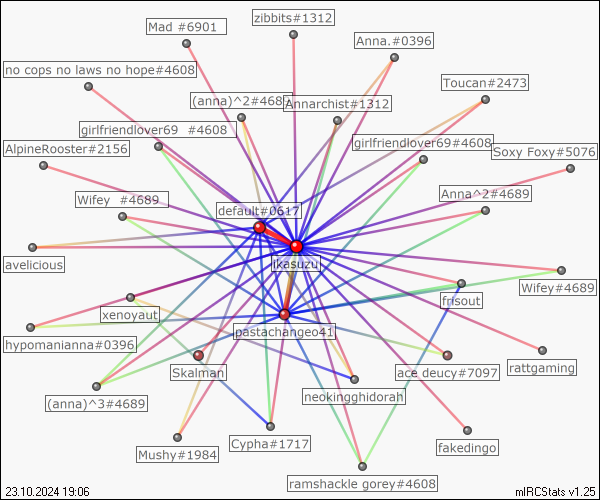 zibbits#1312
Mad #6901
Anna.#0396
no cops no laws no hope#4608
Toucan#2473
(anna)^2#468
Annarchist#1312
girlfriendlover69 #4608
girlfriendlover69#4608
AlpineRooster#2156
Soxy Foxy#5076
Wifey #4689
Anna^2#4689
default#0617
avelicious
jkasuzu
Wifey#4689
frisout
xenoyaut
pastachangeo41
hypomanianna#0396
rattgaming
Skalman
ace deucy#7097
neokingghidorah
(anna)^3#4689
Mushy#1984
Cypha#1717
fakedingo
ramshackle gorey#4608
23.10.2024 19:06
mIRCStats v1.25